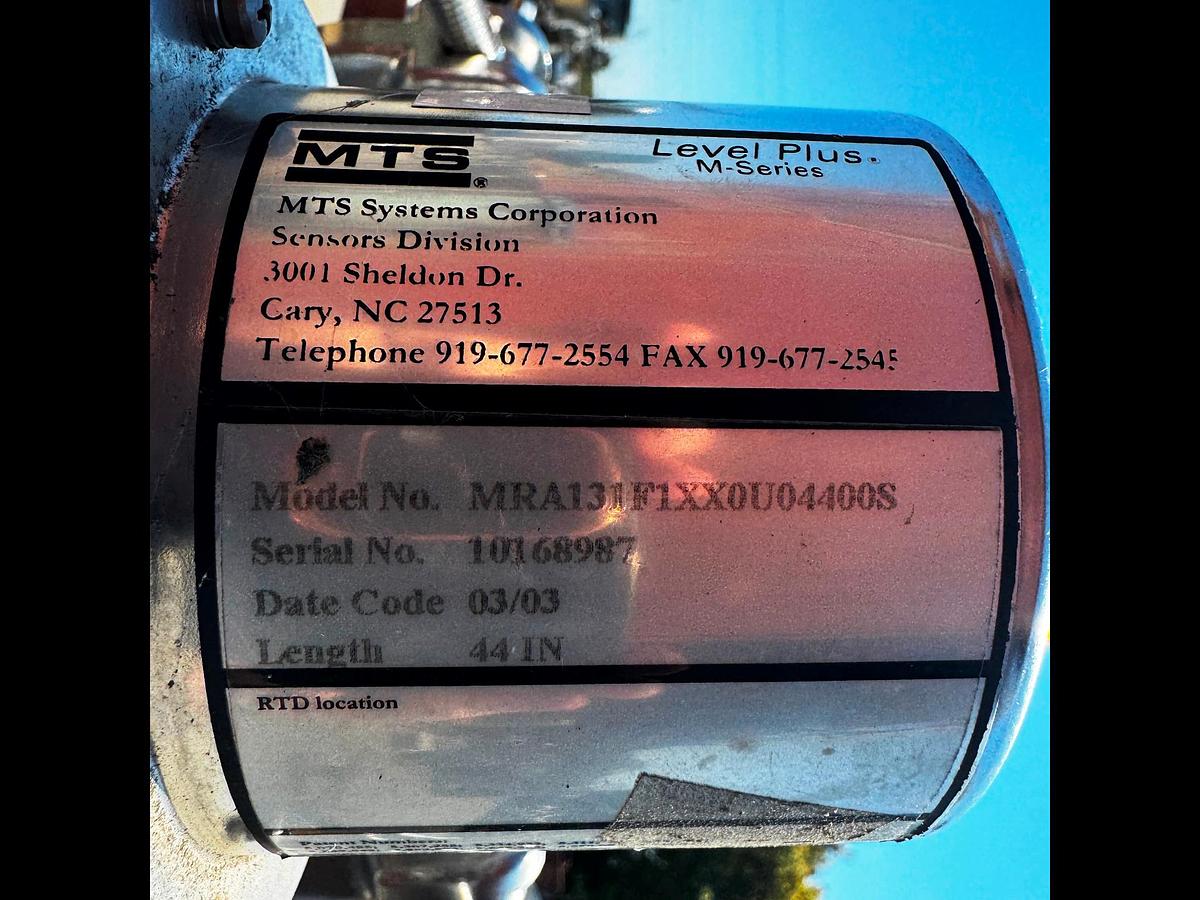 MTS®
Level Plus®
M-Series
MTS Systems Corporation
Sensors Division
3001 Sheldon Dr.
Cary, NC 27513
Telephone 919-677-2554 FAX 919-677-2545
Model No. MRA131F1XX0U04400S
Serial No. 10168987
Date Code 03/03
Length 44 IN
RTD location